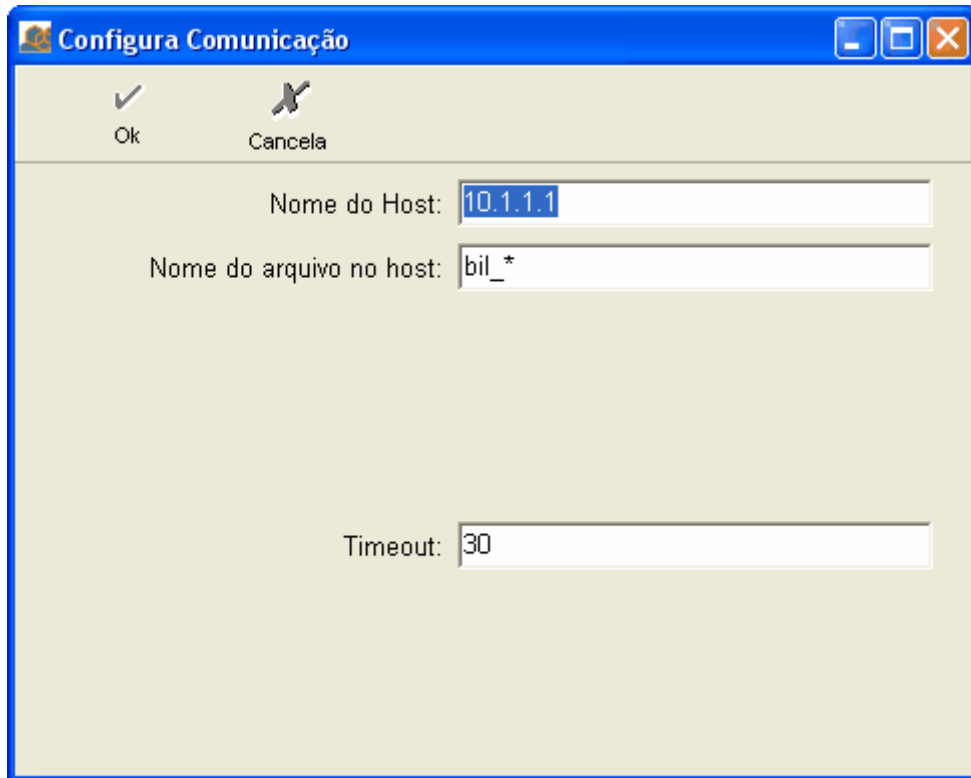 Configura Comunicação
Ok Cancela
Nome do Host: 10.1.1.1
Nome do arquivo no host: bil_*
Timeout: 30